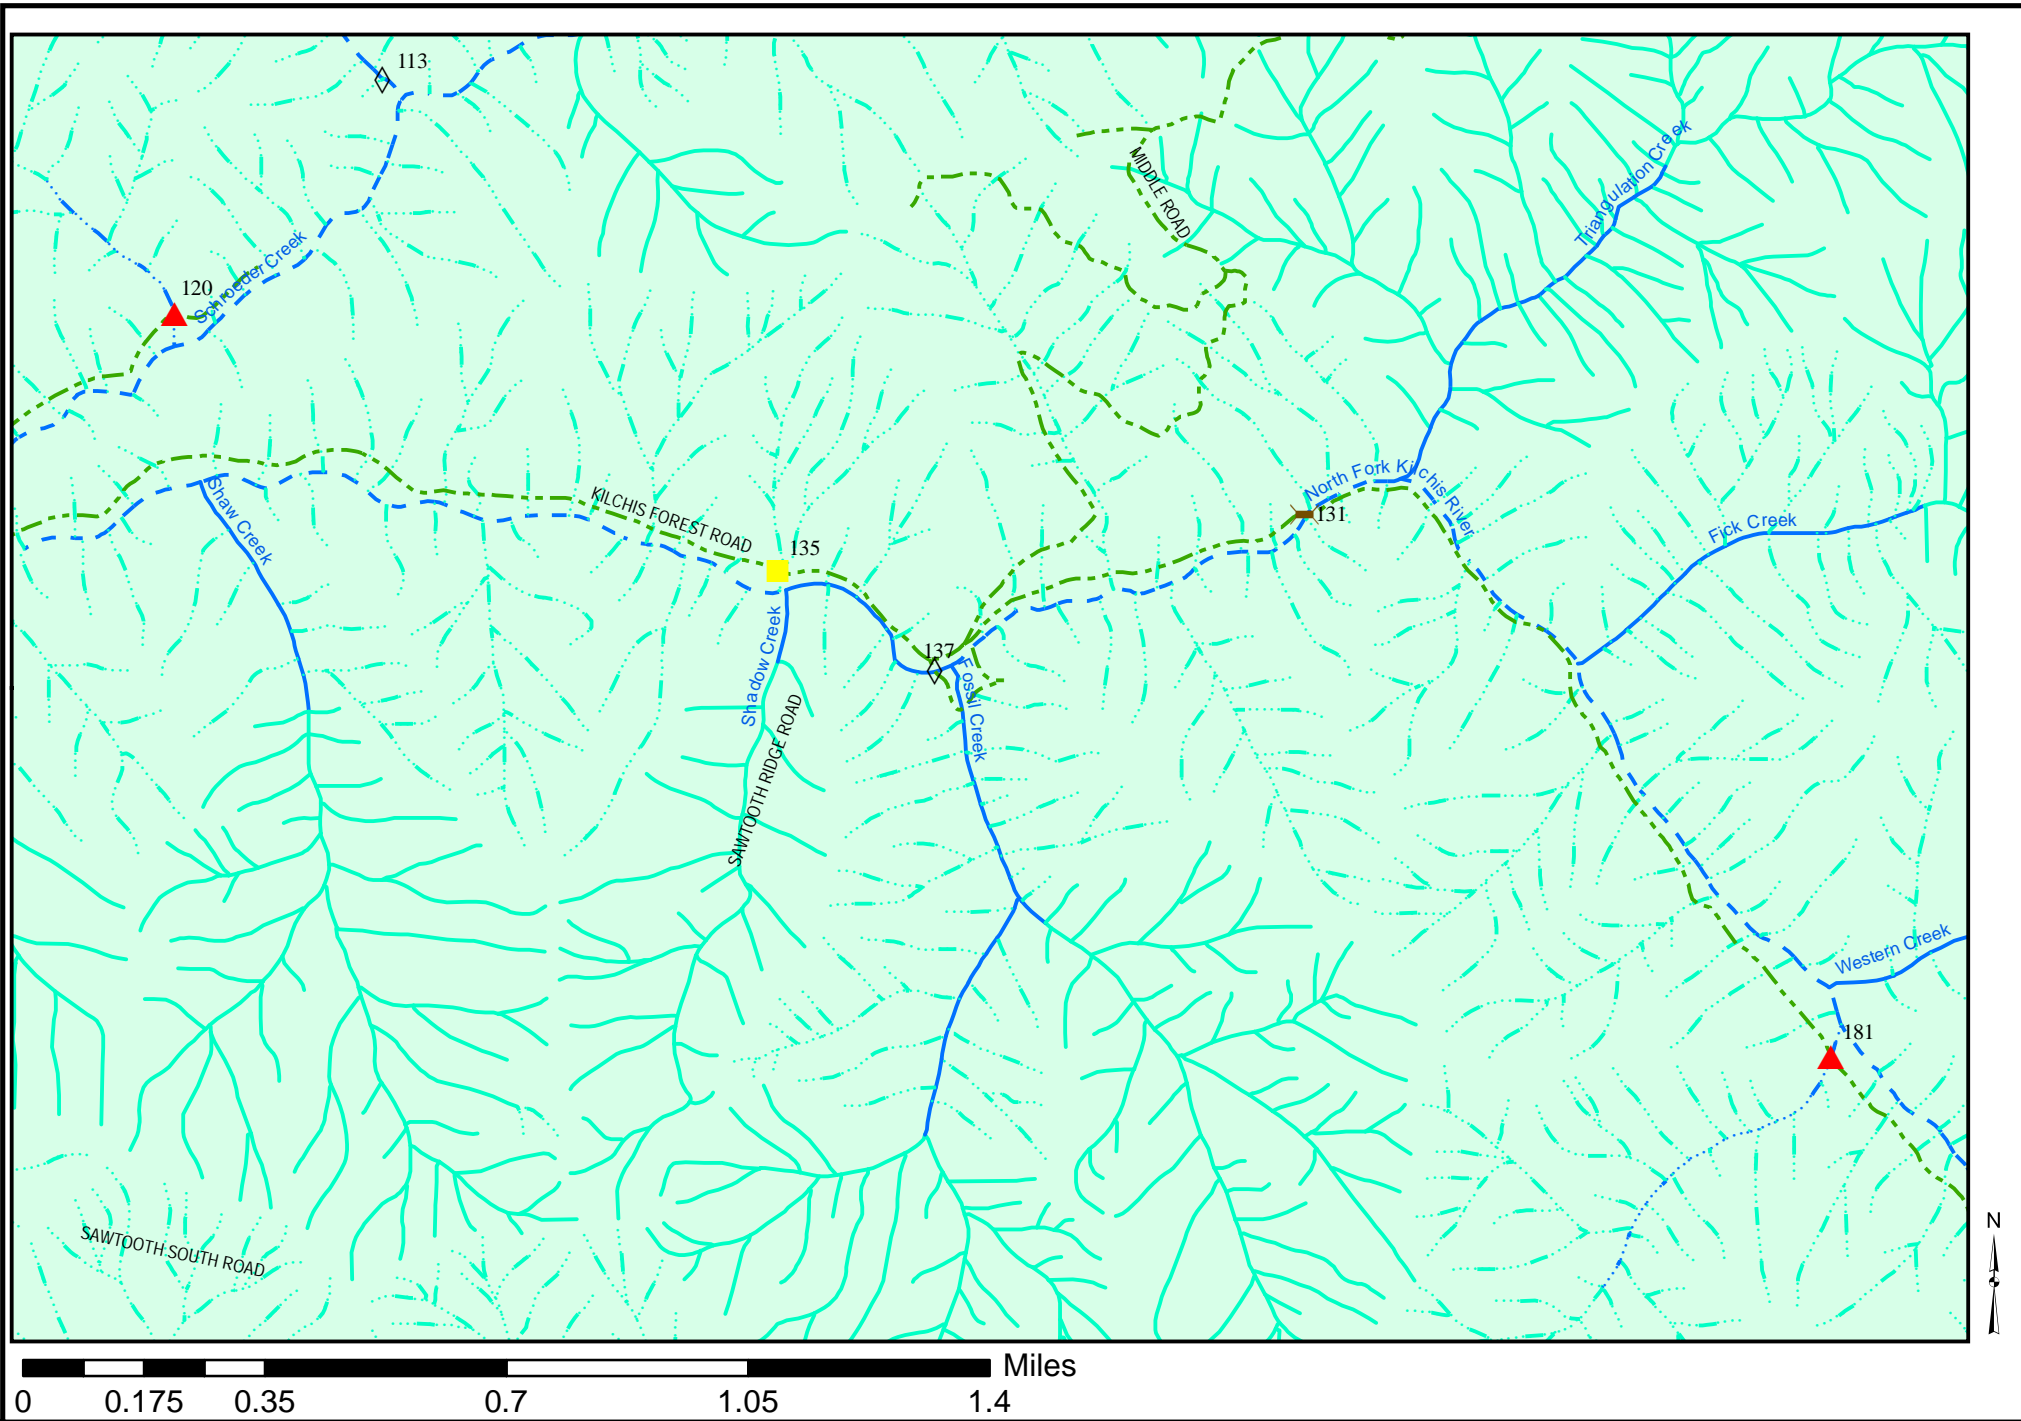 113
MIDDLE ROAD
Triangulation Creek
Schroeder Creek
120
North Fork Kilchis River
131
Shaw Creek
KILCHIS FOREST ROAD
135
Fick Creek
Shadow Creek
137
Fossil Creek
SAWTOOTH RIDGE ROAD
Western Creek
181
SAWTOOTH SOUTH ROAD
N
Miles
0 0.175 0.35 0.7 1.05 1.4